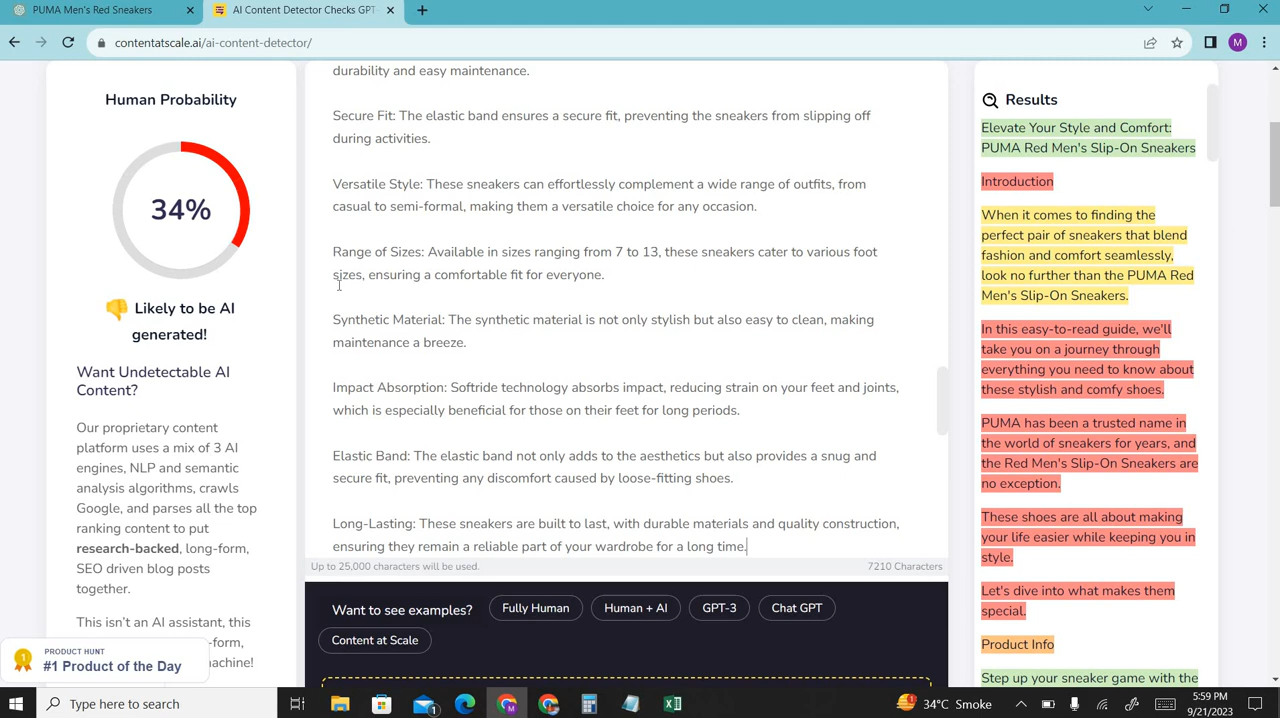 PUMA Men's Red Sneakers
AI Content Detector Checks GPT-
contentatscale.ai/ai-content-detector/
M
Human Probability
34%
Likely to be AI
generated!
Want Undetectable AI
Content?
Our proprietary content
platform uses a mix of 3 AI
engines, NLP and semantic
analysis algorithms, crawls
Google, and parses all the top
ranking content to put
research-backed, long-form,
SEO driven blog posts
together.
This isn't an AI assistant, this
-form,
nachine!
PRODUCT HUNT
#1 Product of the Day
1
durability and easy maintenance.
Secure Fit: The elastic band ensures a secure fit, preventing the sneakers from slipping off
during activities.
Versatile Style: These sneakers can effortlessly complement a wide range of outfits, from
casual to semi-formal, making them a versatile choice for any occasion.
Range of Sizes: Available in sizes ranging from 7 to 13, these sneakers cater to various foot
sizes, ensuring a comfortable fit for everyone.
Synthetic Material: The synthetic material is not only stylish but also easy to clean, making
maintenance a breeze.
Impact Absorption: Softride technology absorbs impact, reducing strain on your feet and joints,
which is especially beneficial for those on their feet for long periods.
Elastic Band: The elastic band not only adds to the aesthetics but also provides a snug and
secure fit, preventing any discomfort caused by loose-fitting shoes.
Long-Lasting: These sneakers are built to last, with durable materials and quality construction,
ensuring they remain a reliable part of your wardrobe for a long time.
Up to 25,000 characters will be used.
7210 Characters
Want to see examples?
Fully Human
Human + AI
GPT-3
Chat GPT
Content at Scale
Results
Elevate Your Style and Comfort:
PUMA Red Men's Slip-On Sneakers
Introduction
When it comes to finding the
perfect pair of sneakers that blend
fashion and comfort seamlessly,
look no further than the PUMA Red
Men's Slip-On Sneakers.
In this easy-to-read guide, we'll
take you on a journey through
everything you need to know about
these stylish and comfy shoes.
PUMA has been a trusted name in
the world of sneakers for years, and
the Red Men's Slip-On Sneakers are
no exception.
These shoes are all about making
your life easier while keeping you in
style.
Let's dive into what makes them
special.
Product Info
Step up your sneaker game with the
Type here to search
1
M
34°C Smoke
5:59 PM
9/21/2023